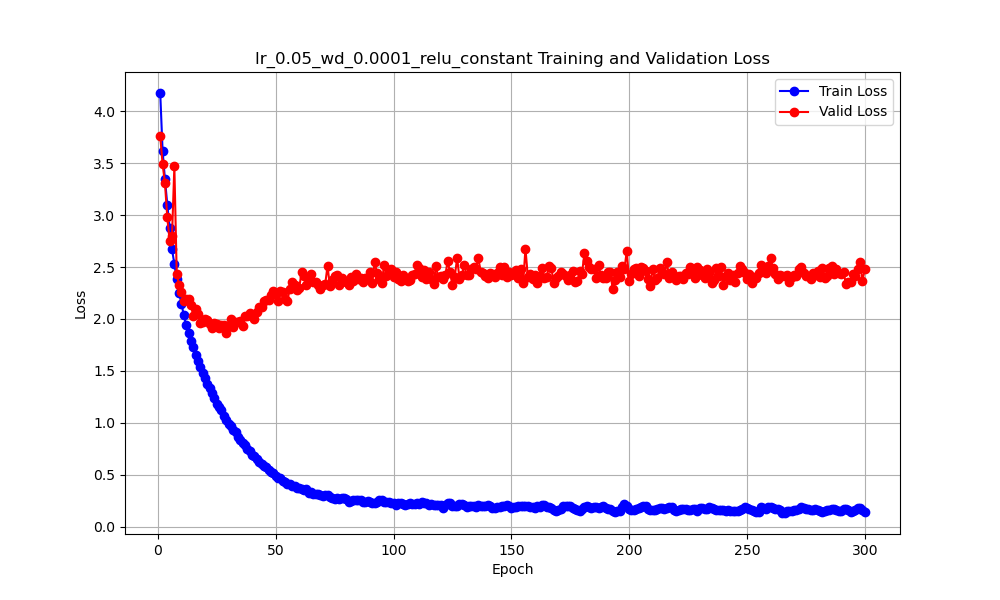 lr_0.05_wd_0.0001_relu_constant Training and Validation Loss
Train Loss
Valid Loss
Loss
4.0
3.5
3.0
2.5
2.0
1.5
1.0
0.5
0.0
0 50 100 150 200 250 300
Epoch